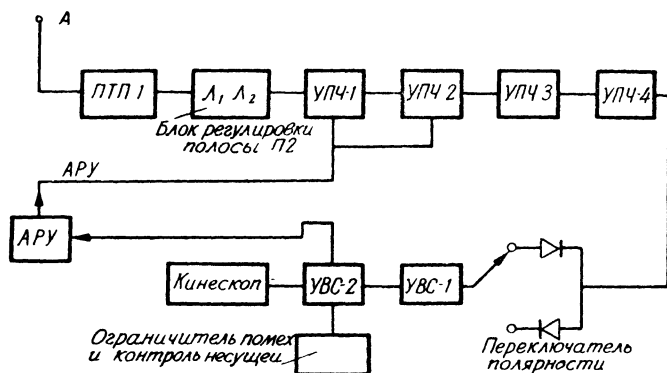 А
ПТП 1
Л₁ Л₂
УПЧ-1
УПЧ 2
УПЧ 3
УПЧ-4
Блок регулировки
полосы П2
АРУ
АРУ
Кинескоп
УВС-2
УВС-1
Ограничитель помех
и контроль несущей
Переключатель
полярности